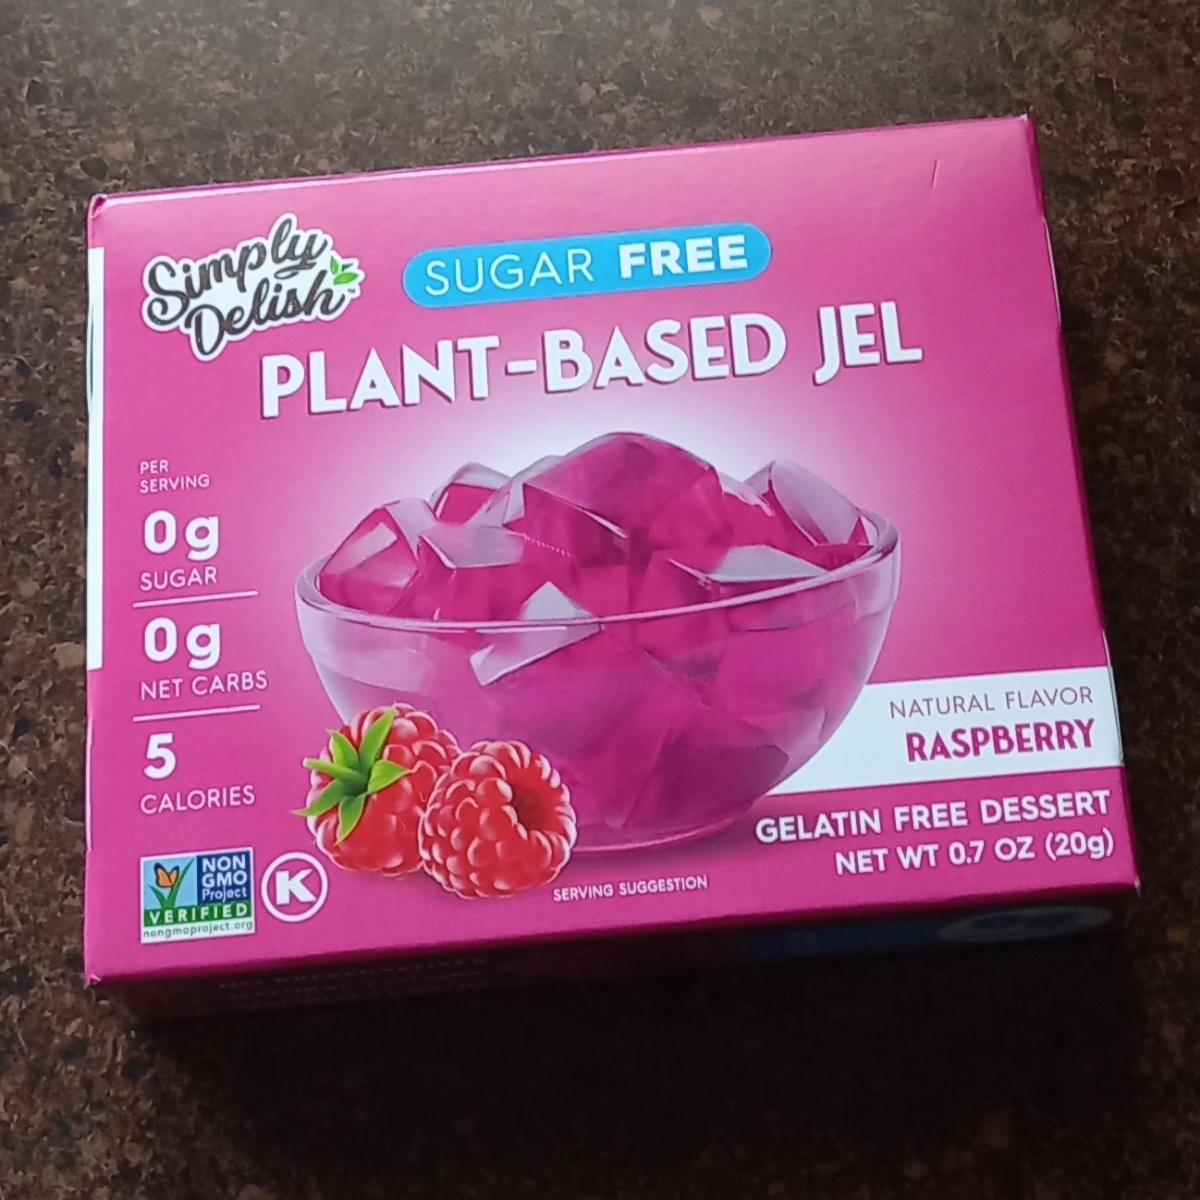 Simply
Delish™
SUGAR FREE
PLANT-BASED JEL
PER
SERVING
0g
SUGAR
0g
NET CARBS
5
CALORIES
NATURAL FLAVOR
RASPBERRY
GELATIN FREE DESSERT
NET WT 0.7 OZ (20g)
SERVING SUGGESTION
NON
GMO
Project
VERIFIED
nongmoproject.org
K